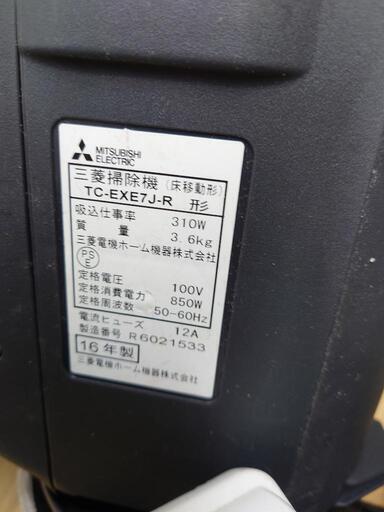 MITSUBISHI
ELECTRIC
三菱掃除機(床移動形)
TC-EXE7J-R 形
吸込仕事率 310W
質量 3.6kg
三菱電機ホーム機器株式会社
PS
E
定格電圧 100V
定格消費電力 850W
定格周波数 50-60Hz
電流ヒューズ 12A
製造番号 R6021533
16年製
三菱電機ホーム機器株式会社